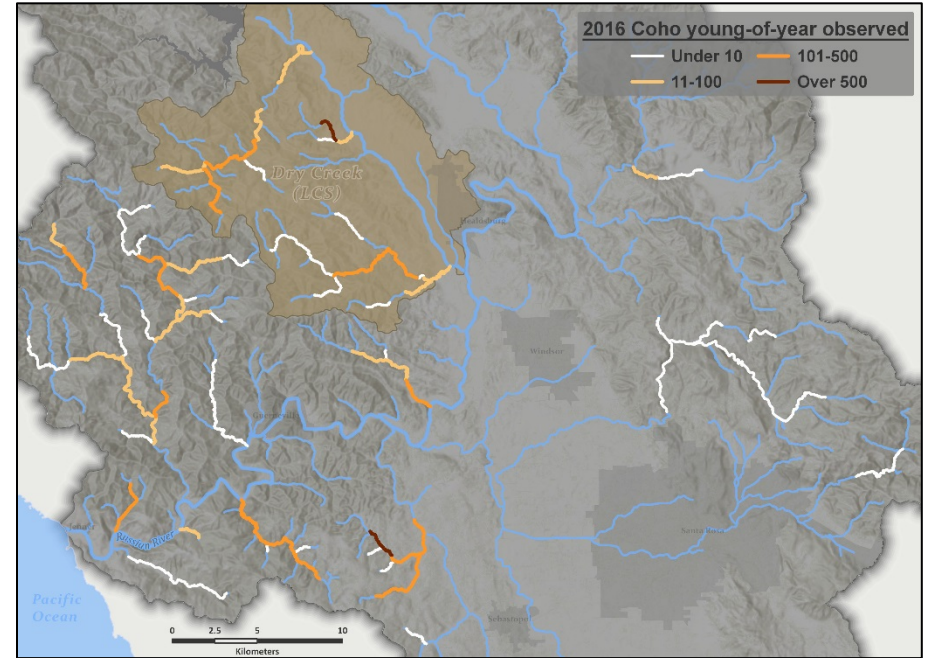 2016 Coho young-of-year observed
Under 10
101-500
11-100
Over 500
Dry Creek
(LCS)
Healdsburg
Windsor
Guerneville
Santa Rosa
Russian River
Pacific
Ocean
Sebastopol
0 2.5 5 10
Kilometers